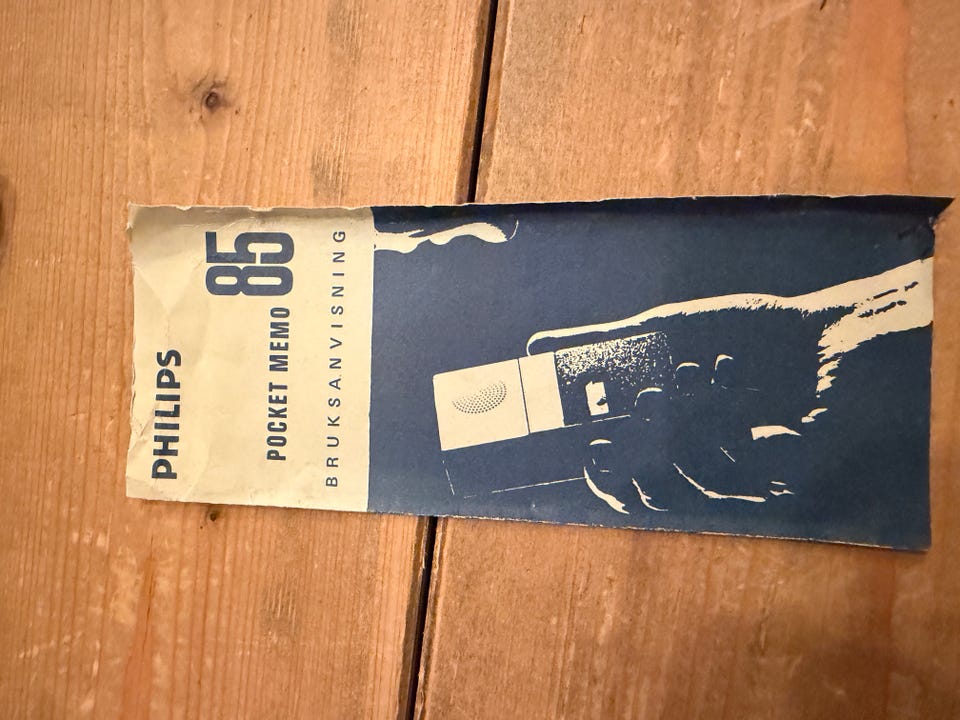 PHILIPS
POCKET MEMO 85
BRUKSANVISNING